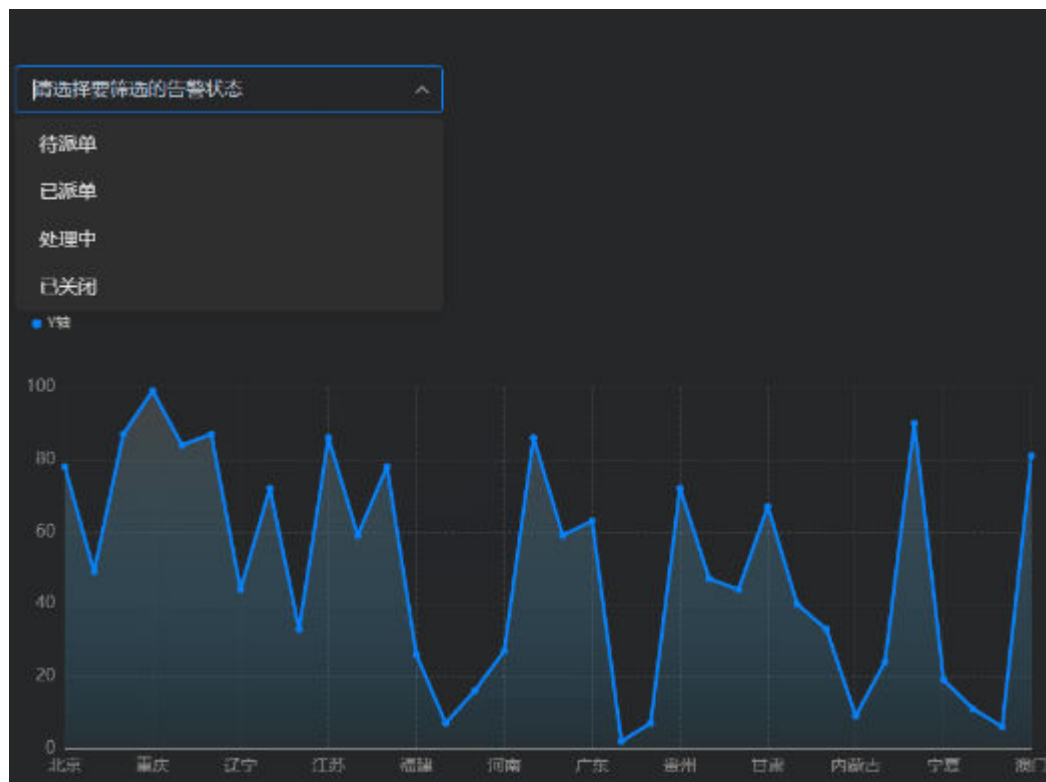 请选择要筛选的告警状态
待派单
已派单
处理中
已关闭
Y轴
100
80
60
40
20
0
北京 重庆 辽宁 江苏 福建 河南 广东 贵州 甘肃 内蒙古 宁夏 澳门